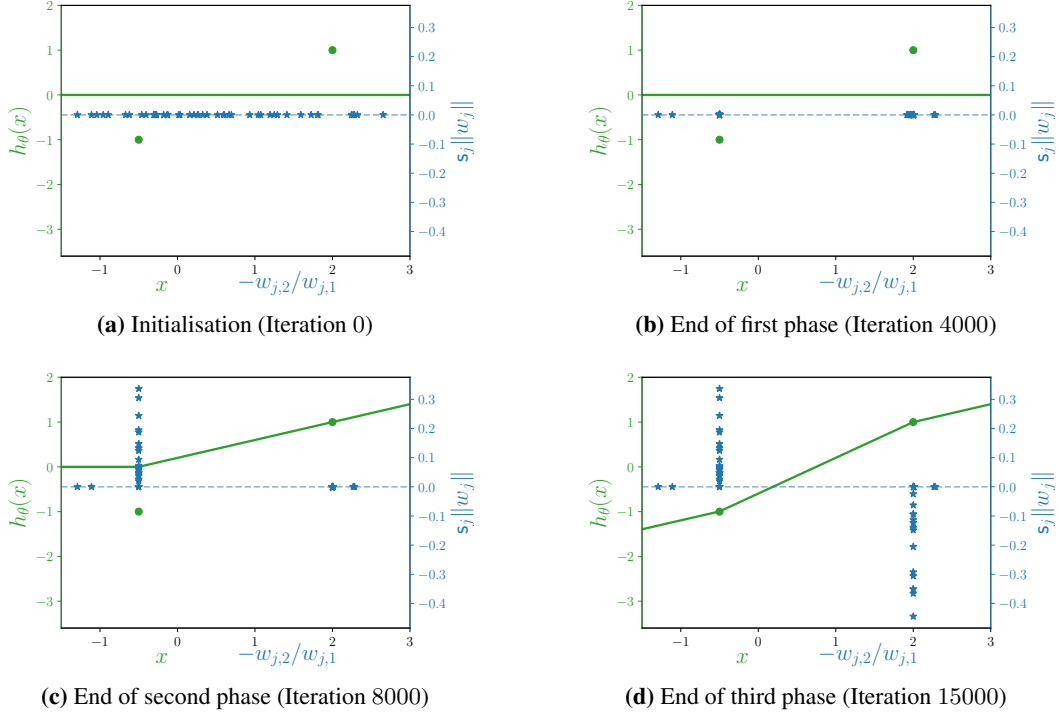 2
1
0
−1
−2
−3
h_θ(x)
0.3
0.2
0.1
0.0
−0.1
−0.2
−0.3
−0.4
s_j||w_j||
−1 0 1 2 3
x −w_{j,2}/w_{j,1}
(a) Initialisation (Iteration 0)
2
1
0
−1
−2
−3
h_θ(x)
0.3
0.2
0.1
0.0
−0.1
−0.2
−0.3
−0.4
s_j||w_j||
−1 0 1 2 3
x −w_{j,2}/w_{j,1}
(b) End of first phase (Iteration 4000)
2
1
0
−1
−2
−3
h_θ(x)
0.3
0.2
0.1
0.0
−0.1
−0.2
−0.3
−0.4
s_j||w_j||
−1 0 1 2 3
x −w_{j,2}/w_{j,1}
(c) End of second phase (Iteration 8000)
2
1
0
−1
−2
−3
h_θ(x)
0.3
0.2
0.1
0.0
−0.1
−0.2
−0.3
−0.4
s_j||w_j||
−1 0 1 2 3
x −w_{j,2}/w_{j,1}
(d) End of third phase (Iteration 15000)